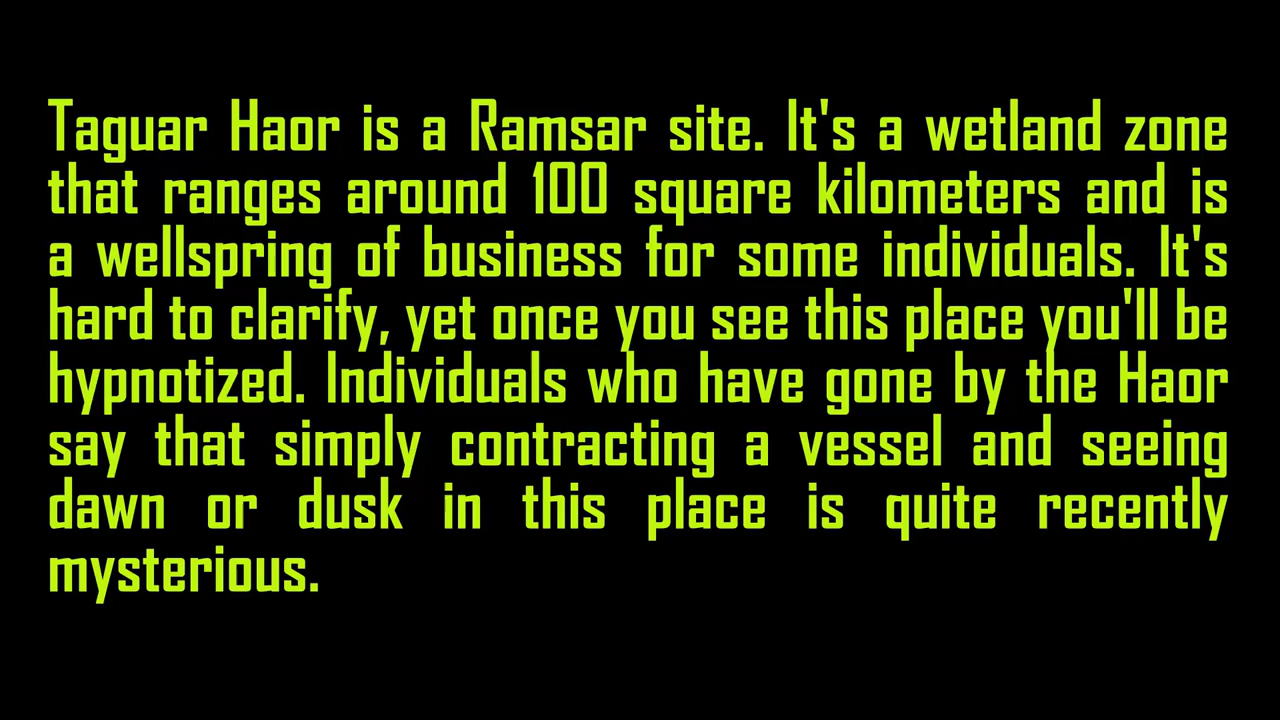 Taguar Haor is a Ramsar site. It's a wetland zone
that ranges around 100 square kilometers and is
a wellspring of business for some individuals. It's
hard to clarify, yet once you see this place you'll be
hypnotized. Individuals who have gone by the Haor
say that simply contracting a vessel and seeing
dawn or dusk in this place is quite recently
mysterious.